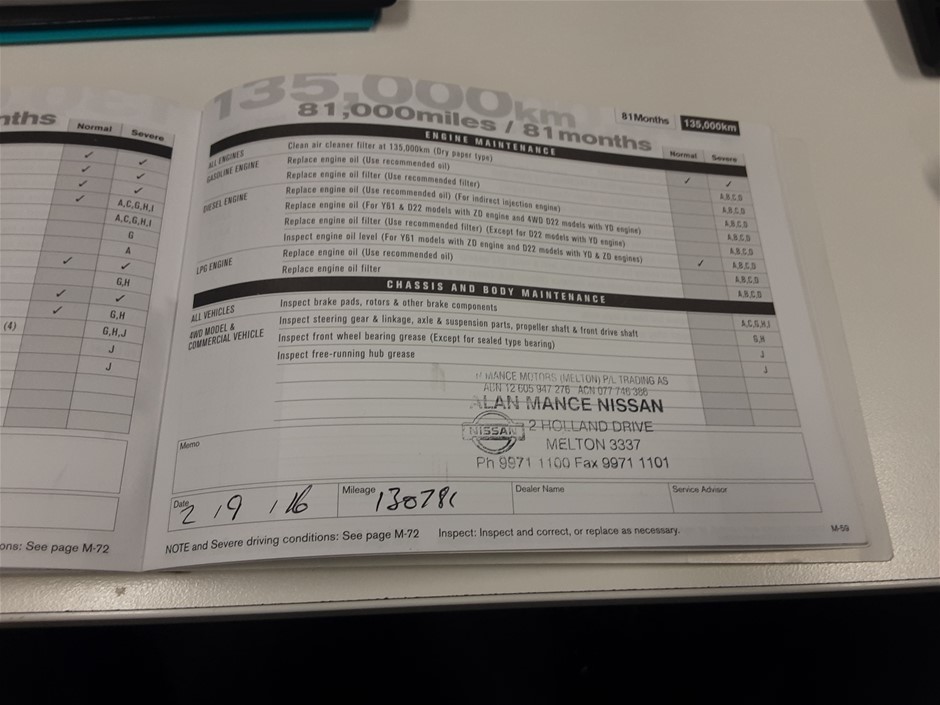 nths
Normal Severe
✓ ✓
✓ ✓
✓ ✓
✓ A,C,G,H,I
A,C,G,H,I
G
A
✓ ✓
G,H
✓ ✓
✓ G,H
(4) G,H,J
J
J
ons: See page M-72
135,000km
81,000miles / 81months
81Months 135,000km
ENGINE MAINTENANCE
Normal Severe
ALL ENGINES Clean air cleaner filter at 135,000km (Dry paper type) ✓ ✓
GASOLINE ENGINE Replace engine oil (Use recommended oil) A,B,C,D
Replace engine oil filter (Use recommended filter) A,B,C,D
DIESEL ENGINE Replace engine oil (Use recommended oil) (For indirect injection engine) A,B,C,D
Replace engine oil (For Y61 & D22 models with ZD engine and 4WD D22 models with YD engine) A,B,C,D
Replace engine oil filter (Use recommended filter) (Except for D22 models with YD engine) A,B,C,D
Inspect engine oil level (For Y61 models with ZD engine and D22 models with YD & ZD engines) ✓ A,B,C,D
LPG ENGINE Replace engine oil (Use recommended oil) A,B,C,D
Replace engine oil filter A,B,C,D
CHASSIS AND BODY MAINTENANCE
ALL VEHICLES Inspect brake pads, rotors & other brake components A,C,G,H,I
4WD MODEL & COMMERCIAL VEHICLE Inspect steering gear & linkage, axle & suspension parts, propeller shaft & front drive shaft G,H
Inspect front wheel bearing grease (Except for sealed type bearing) J
Inspect free-running hub grease J
MANCE MOTORS (MELTON) P/L TRADING AS
ACN 077 746 386
ALAN MANCE NISSAN
NISSAN
2 HOLLAND DRIVE
MELTON 3337
Ph 9971 1100 Fax 9971 1101
Memo
Date 2 / 9 / 16
Mileage
Dealer Name
Service Advisor
NOTE and Severe driving conditions: See page M-72 Inspect: Inspect and correct, or replace as necessary.
M-59